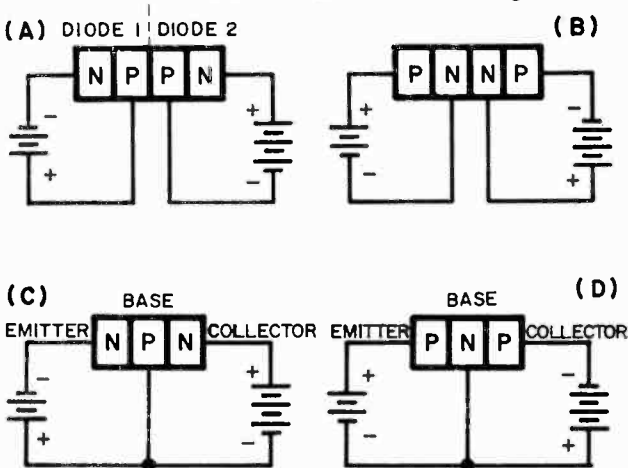 (A) DIODE 1 DIODE 2
N P P N
- +
+ -
(B)
P N N P
+ -
- +
(C) BASE
EMITTER N P N COLLECTOR
- +
+ -
BASE (D)
EMITTER P N P COLLECTOR
+ -
- +